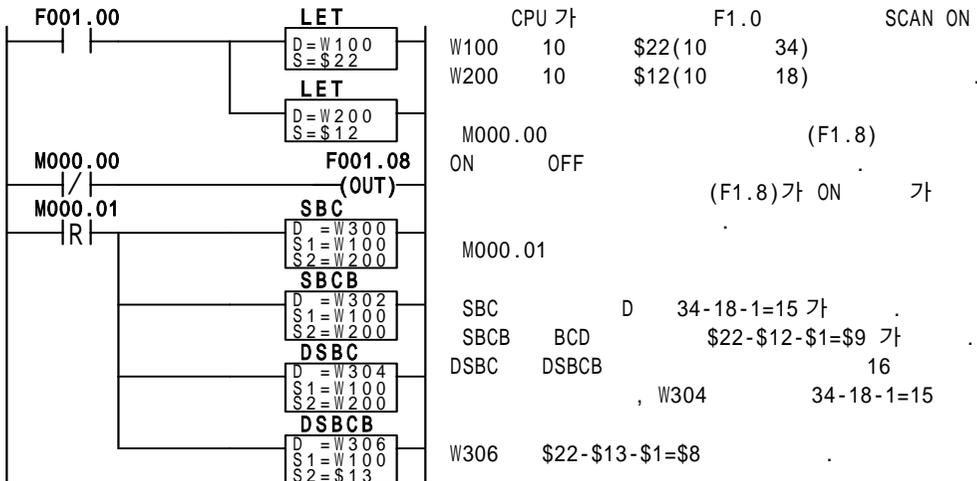 F001.00
LET
D=W100
S=$22
LET
D=W200
S=$12
M000.00
F001.08
(OUT)
M000.01
R
SBC
D =W300
S1=W100
S2=W200
SBCB
D =W302
S1=W100
S2=W200
DSBC
D =W304
S1=W100
S2=W200
DSBCB
D =W306
S1=W100
S2=$13
CPU 가 F1.0 SCAN ON
W100 10 $22(10 34)
W200 10 $12(10 18) .
M000.00 (F1.8)
ON OFF .
(F1.8)가 ON 가
.
M000.01
SBC D 34-18-1=15 가 .
SBCB BCD $22-$12-$1=$9 가 .
DSBC DSBCB 16
, W304 34-18-1=15
W306 $22-$13-$1=$8 .